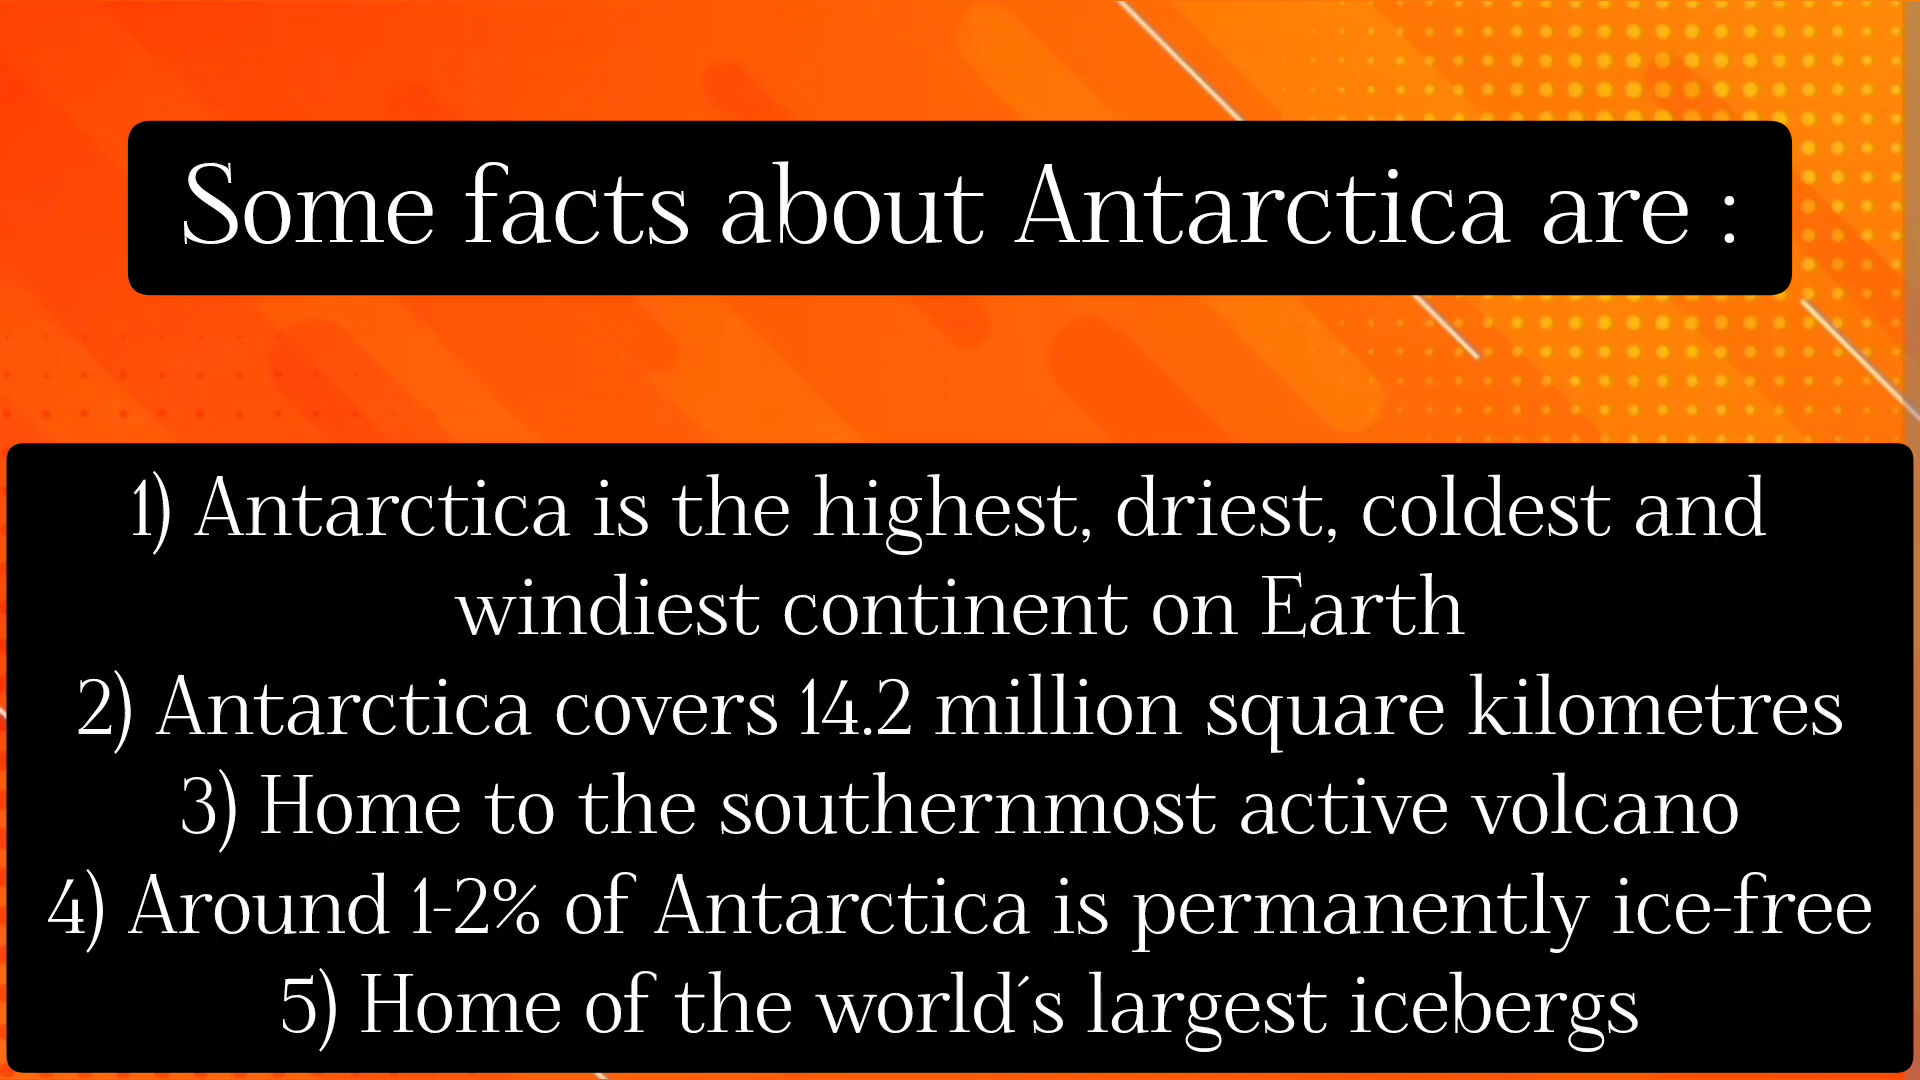 Some facts about Antarctica are :
1) Antarctica is the highest, driest, coldest and
windiest continent on Earth
2) Antarctica covers 14.2 million square kilometres
3) Home to the southernmost active volcano
4) Around 1-2% of Antarctica is permanently ice-free
5) Home of the world´s largest icebergs